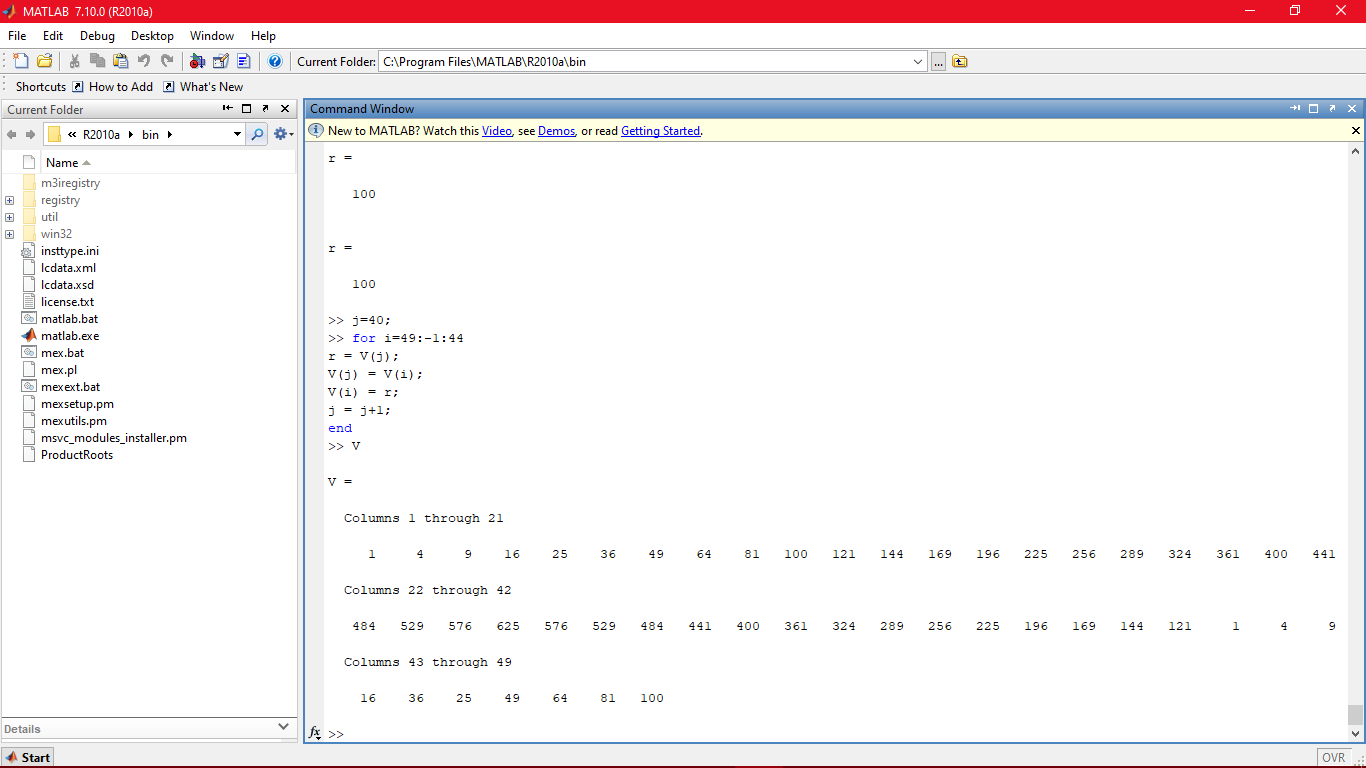 MATLAB 7.10.0 (R2010a)
File Edit Debug Desktop Window Help
Current Folder: C:\Program Files\MATLAB\R2010a\bin ...
Shortcuts How to Add What's New
Current Folder
« R2010a bin
Name
m3iregistry
registry
util
win32
insttype.ini
lcdata.xml
lcdata.xsd
license.txt
matlab.bat
matlab.exe
mex.bat
mex.pl
mexext.bat
mexsetup.pm
mexutils.pm
msvc_modules_installer.pm
ProductRoots
Details
Command Window
New to MATLAB? Watch this Video, see Demos, or read Getting Started.
r =
100
r =
100
>> j=40;
>> for i=49:-1:44
r = V(j);
V(j) = V(i);
V(i) = r;
j = j+1;
end
>> V
V =
Columns 1 through 21
1 4 9 16 25 36 49 64 81 100 121 144 169 196 225 256 289 324 361 400 441
Columns 22 through 42
484 529 576 625 576 529 484 441 400 361 324 289 256 225 196 169 144 121 1 4 9
Columns 43 through 49
16 36 25 49 64 81 100
fx >>
Start
OVR